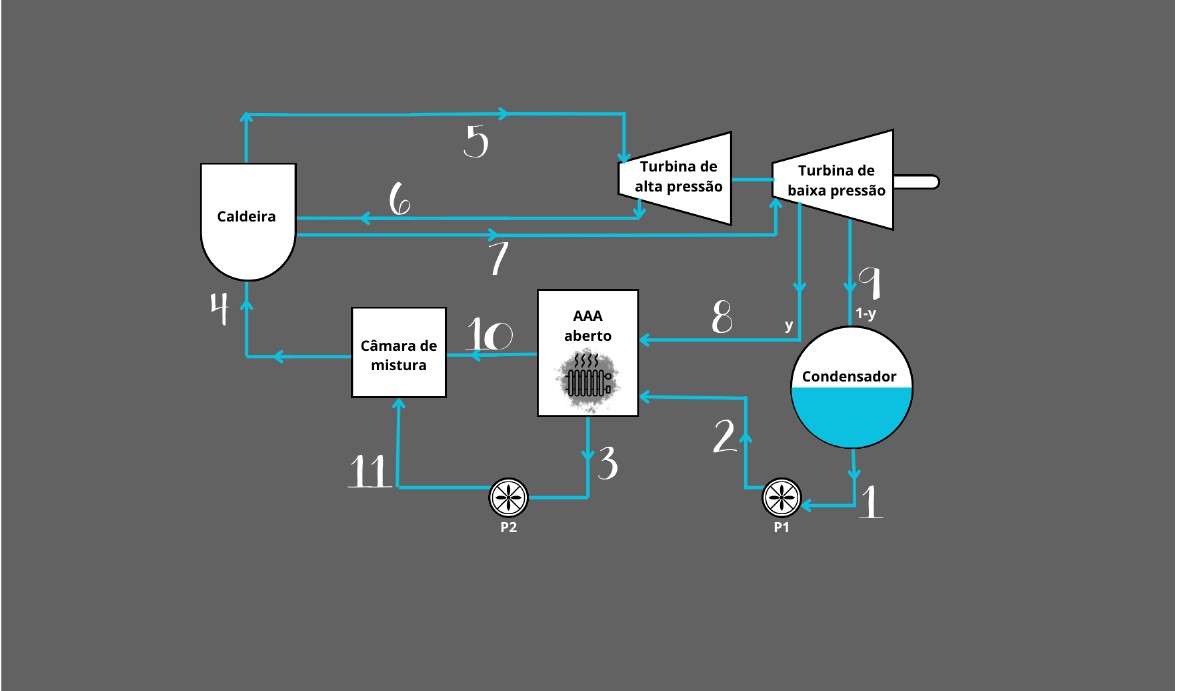 5
Turbina de
alta pressão
Turbina de
baixa pressão
Caldeira
6
7
4
8
9
y
1-y
AAA
aberto
10
Câmara de
mistura
Condensador
2
3
11
1
P2
P1